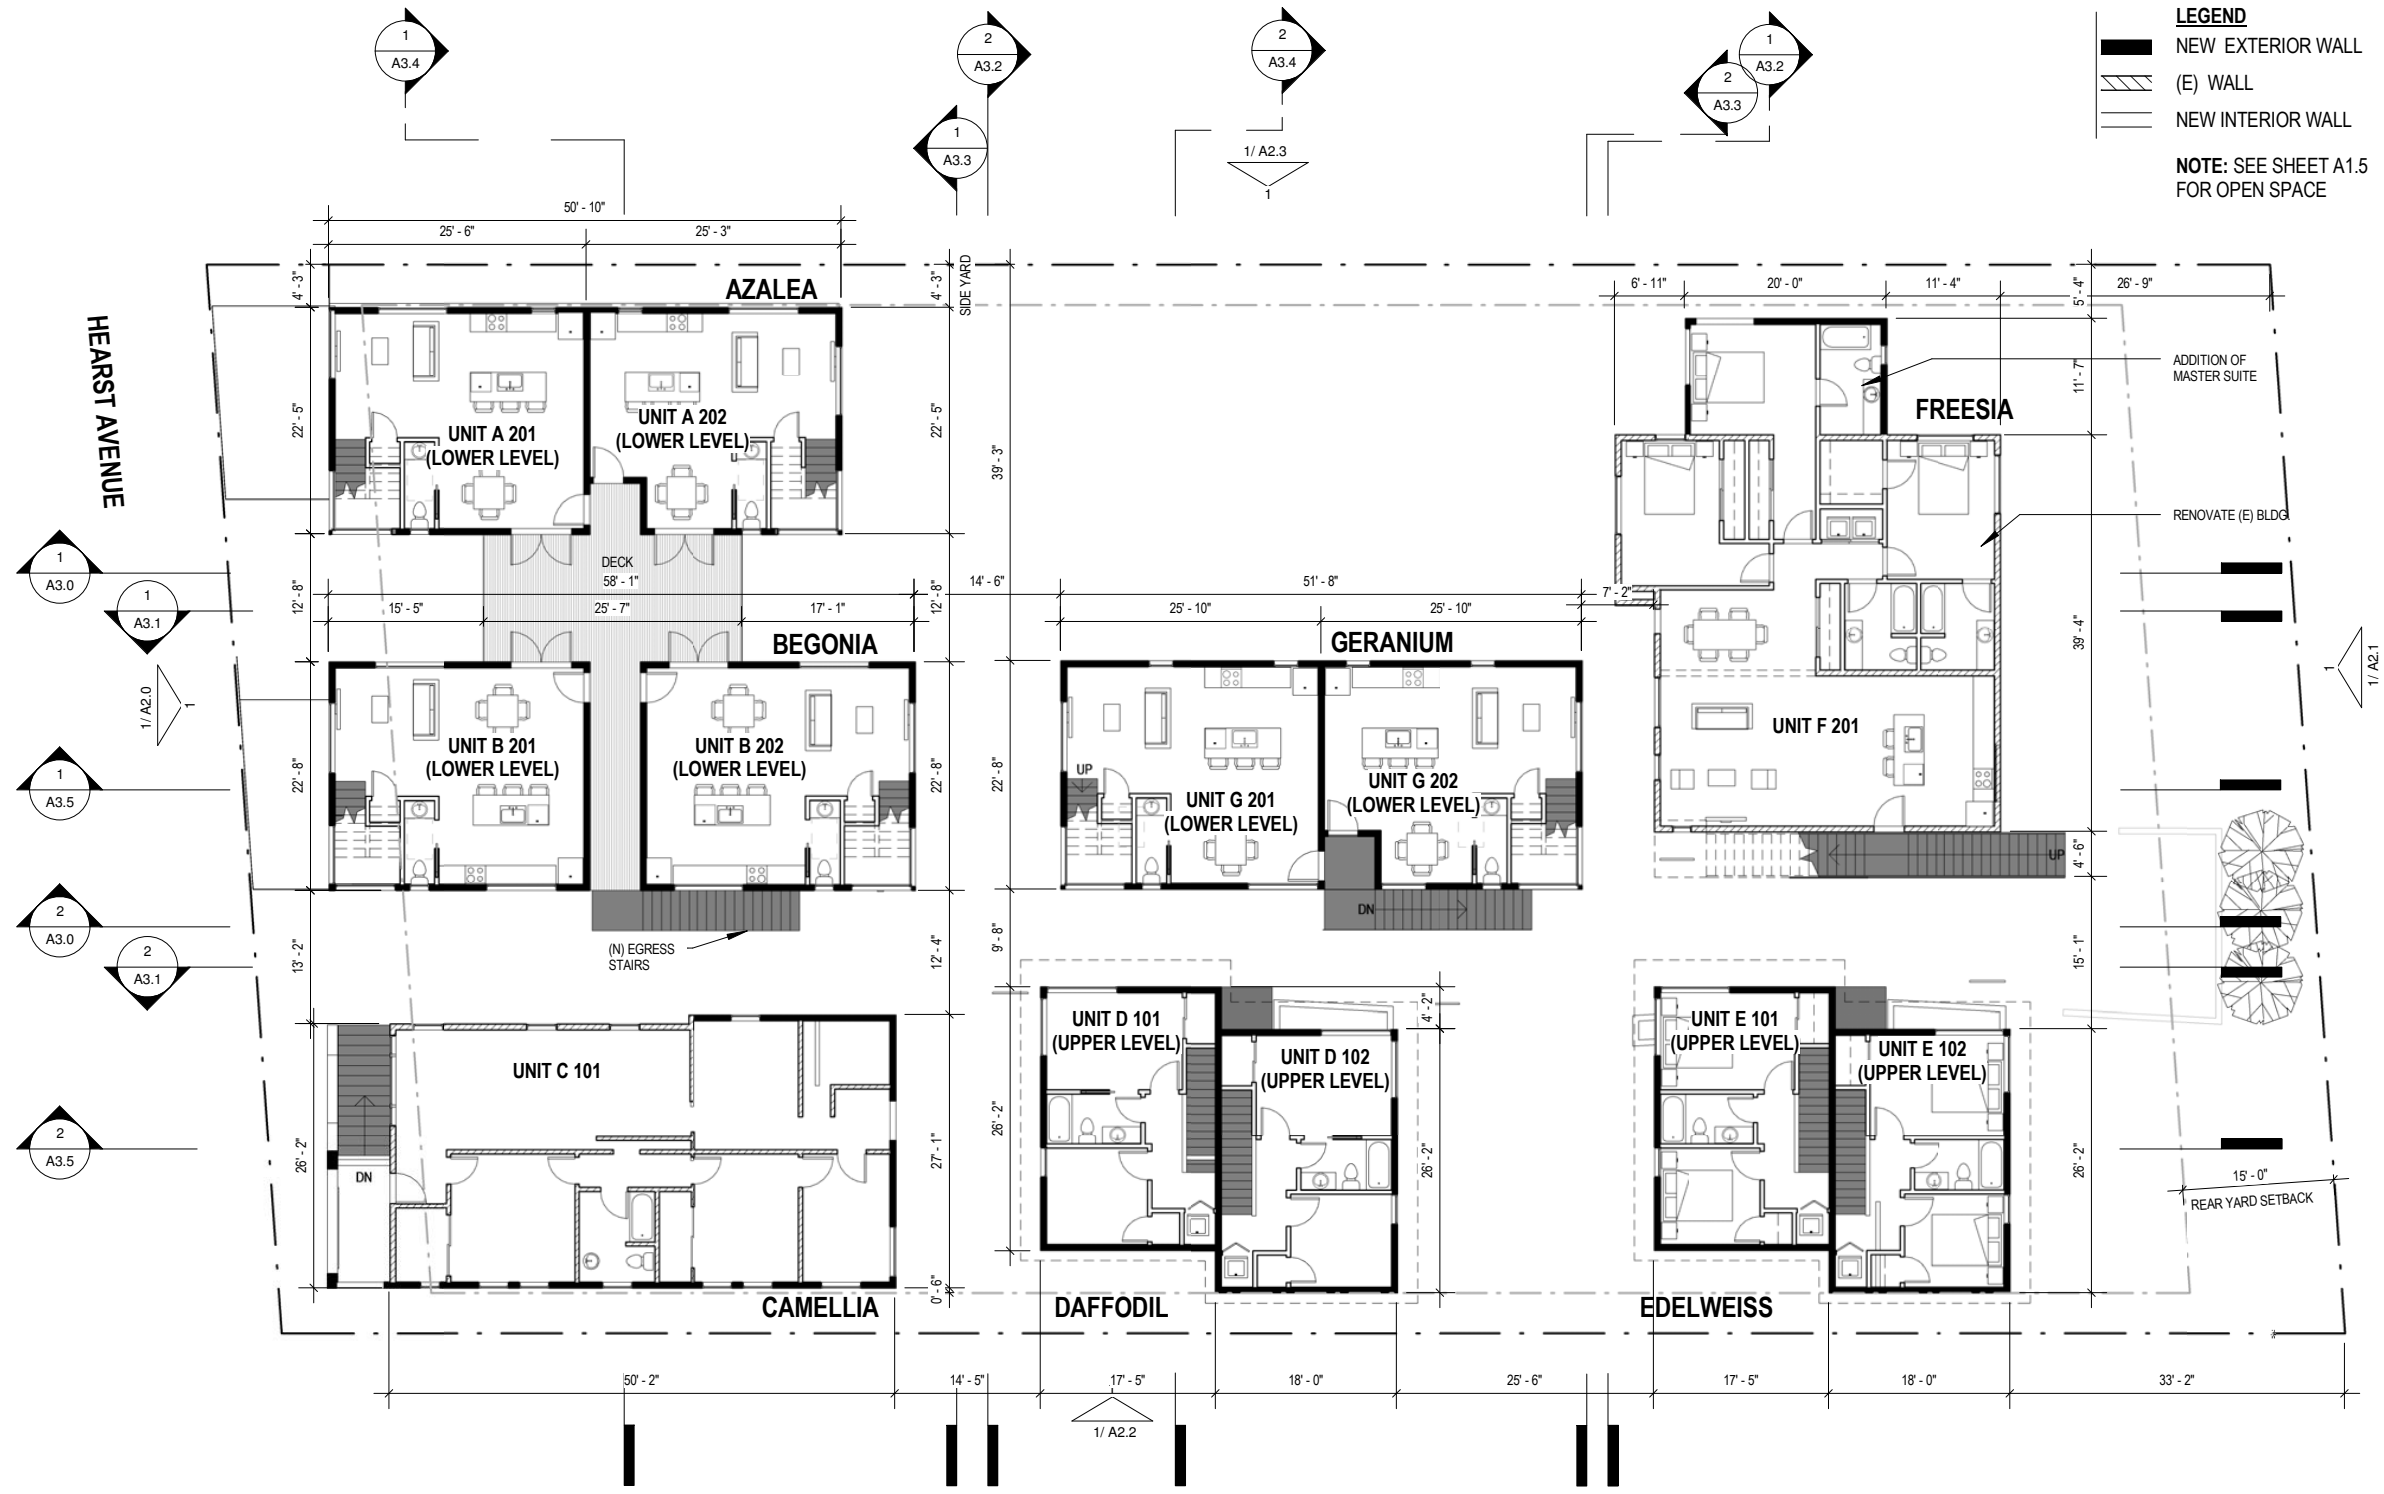 1
A3.4
2
A3.2
2
A3.4
1
A3.2
2
A3.3
1
A3.3
1/ A2.3
1
LEGEND
NEW EXTERIOR WALL
(E) WALL
NEW INTERIOR WALL
NOTE: SEE SHEET A1.5
FOR OPEN SPACE
50' - 10"
25' - 6"
25' - 3"
4' - 3"
4' - 3"
SIDE YARD
AZALEA
6' - 11"
20' - 0"
11' - 4"
5' - 4"
26' - 9"
HEARST AVENUE
22' - 5"
22' - 5"
39' - 3"
11' - 7"
ADDITION OF
MASTER SUITE
FREESIA
UNIT A 201
(LOWER LEVEL)
UNIT A 202
(LOWER LEVEL)
RENOVATE (E) BLDG
1
A3.0
1
A3.1
DECK
58' - 1"
14' - 6"
51' - 8"
7' - 2"
12' - 8"
12' - 8"
15' - 5"
25' - 7"
17' - 1"
25' - 10"
25' - 10"
39' - 4"
BEGONIA
GERANIUM
1/ A2.0
1
1
1/ A2.1
UNIT B 201
(LOWER LEVEL)
UNIT B 202
(LOWER LEVEL)
UNIT F 201
22' - 8"
22' - 8"
22' - 8"
UP
UNIT G 201
(LOWER LEVEL)
UNIT G 202
(LOWER LEVEL)
1
A3.5
UP
4' - 6"
DN
2
A3.0
2
A3.1
(N) EGRESS
STAIRS
13' - 2"
12' - 4"
9' - 8"
15' - 1"
4' - 2"
UNIT C 101
UNIT D 101
(UPPER LEVEL)
UNIT D 102
(UPPER LEVEL)
UNIT E 101
(UPPER LEVEL)
UNIT E 102
(UPPER LEVEL)
2
A3.5
26' - 2"
DN
27' - 1"
26' - 2"
26' - 2"
26' - 2"
15' - 0"
REAR YARD SETBACK
0' - 6"
CAMELLIA
DAFFODIL
EDELWEISS
50' - 2"
14' - 5"
17' - 5"
18' - 0"
25' - 6"
17' - 5"
18' - 0"
33' - 2"
1/ A2.2